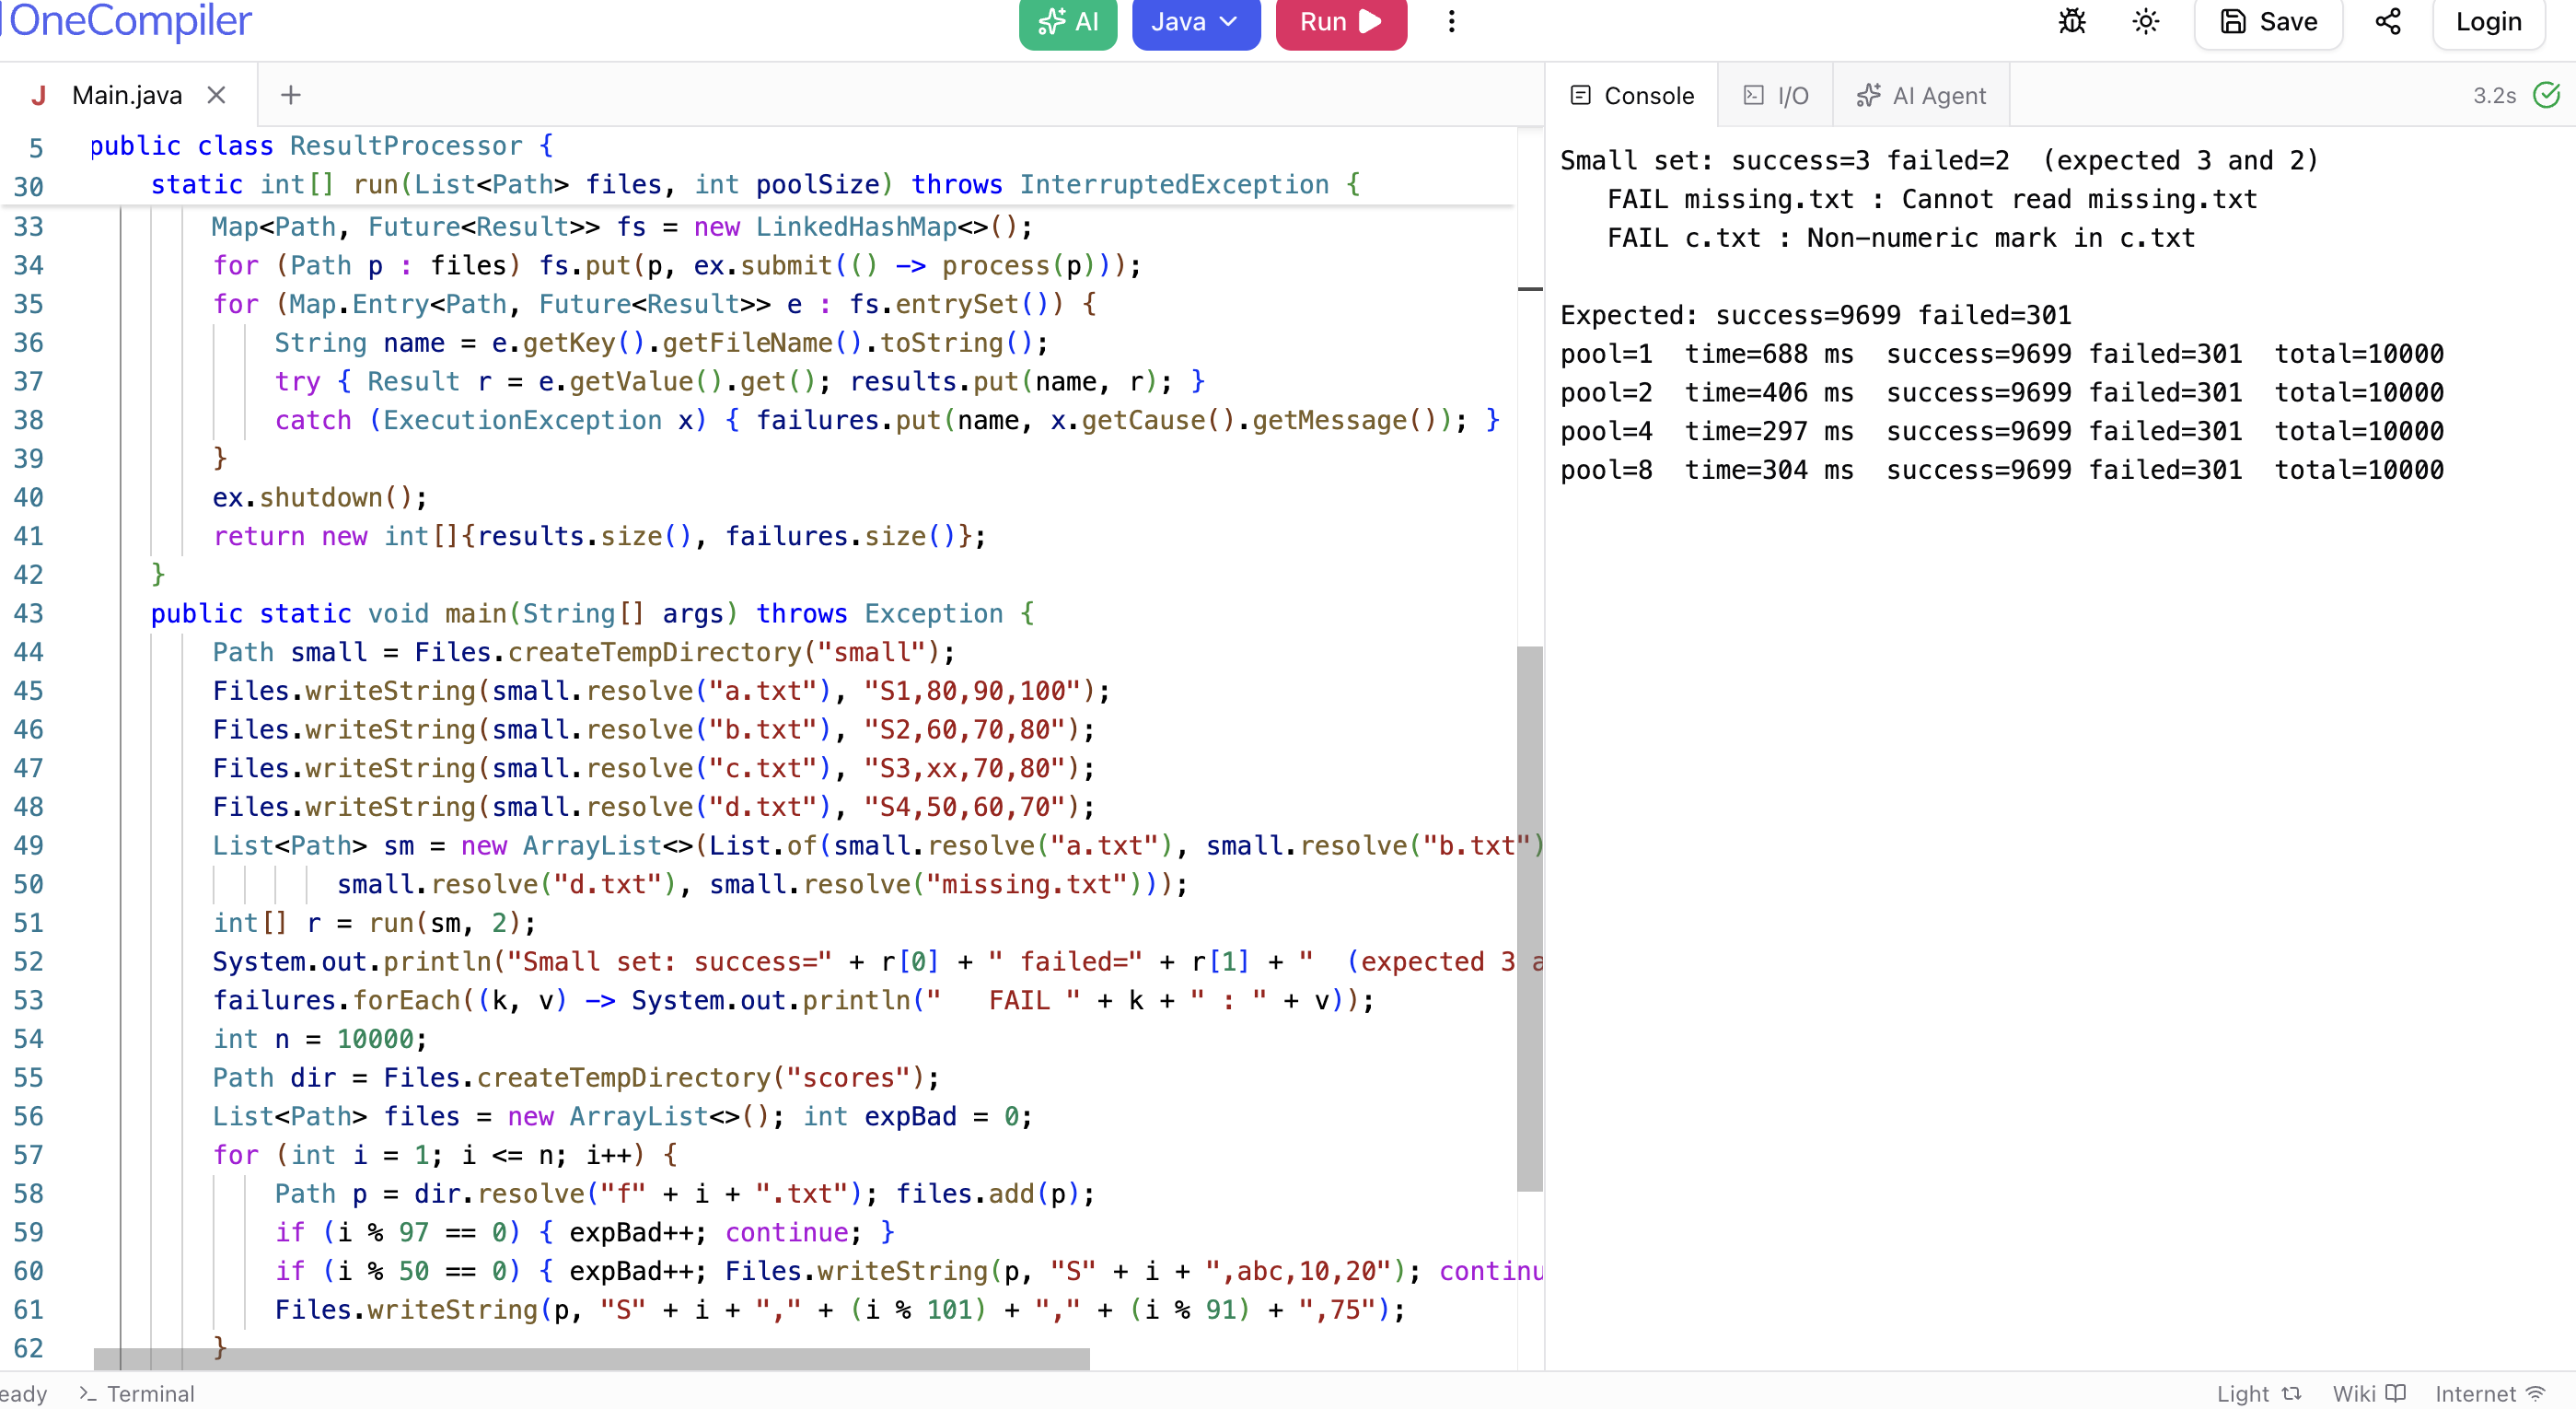 OneCompiler
AI
Java
Run
Save
Login
J Main.java
Console
I/O
AI Agent
3.2s
5 public class ResultProcessor {
30 static int[] run(List<Path> files, int poolSize) throws InterruptedException {
33 Map<Path, Future<Result>> fs = new LinkedHashMap<>();
34 for (Path p : files) fs.put(p, ex.submit(() -> process(p)));
35 for (Map.Entry<Path, Future<Result>> e : fs.entrySet()) {
36 String name = e.getKey().getFileName().toString();
37 try { Result r = e.getValue().get(); results.put(name, r); }
38 catch (ExecutionException x) { failures.put(name, x.getCause().getMessage()); }
39 }
40 ex.shutdown();
41 return new int[]{results.size(), failures.size()};
42 }
43 public static void main(String[] args) throws Exception {
44 Path small = Files.createTempDirectory("small");
45 Files.writeString(small.resolve("a.txt"), "S1,80,90,100");
46 Files.writeString(small.resolve("b.txt"), "S2,60,70,80");
47 Files.writeString(small.resolve("c.txt"), "S3,xx,70,80");
48 Files.writeString(small.resolve("d.txt"), "S4,50,60,70");
49 List<Path> sm = new ArrayList<>(List.of(small.resolve("a.txt"), small.resolve("b.txt")
50 small.resolve("d.txt"), small.resolve("missing.txt")));
51 int[] r = run(sm, 2);
52 System.out.println("Small set: success=" + r[0] + " failed=" + r[1] + "  (expected 3 a
53 failures.forEach((k, v) -> System.out.println("   FAIL " + k + " : " + v));
54 int n = 10000;
55 Path dir = Files.createTempDirectory("scores");
56 List<Path> files = new ArrayList<>(); int expBad = 0;
57 for (int i = 1; i <= n; i++) {
58 Path p = dir.resolve("f" + i + ".txt"); files.add(p);
59 if (i % 97 == 0) { expBad++; continue; }
60 if (i % 50 == 0) { expBad++; Files.writeString(p, "S" + i + ",abc,10,20"); continu
61 Files.writeString(p, "S" + i + "," + (i % 101) + "," + (i % 91) + ",75");
62 }
Small set: success=3 failed=2  (expected 3 and 2)
   FAIL missing.txt : Cannot read missing.txt
   FAIL c.txt : Non-numeric mark in c.txt
Expected: success=9699 failed=301
pool=1  time=688 ms  success=9699 failed=301  total=10000
pool=2  time=406 ms  success=9699 failed=301  total=10000
pool=4  time=297 ms  success=9699 failed=301  total=10000
pool=8  time=304 ms  success=9699 failed=301  total=10000
eady
Terminal
Light
Wiki
Internet